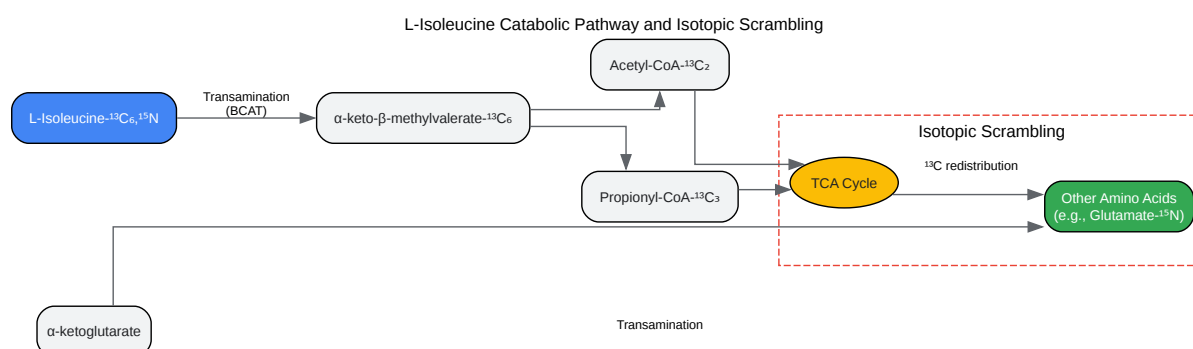 L-Isoleucine Catabolic Pathway and Isotopic Scrambling
Acetyl-CoA-¹³C₂
Transamination
(BCAT)
L-Isoleucine-¹³C₆,¹⁵N
α-keto-β-methylvalerate-¹³C₆
Isotopic Scrambling
¹³C redistribution
TCA Cycle
Propionyl-CoA-¹³C₃
Other Amino Acids
(e.g., Glutamate-¹⁵N)
α-ketoglutarate
Transamination